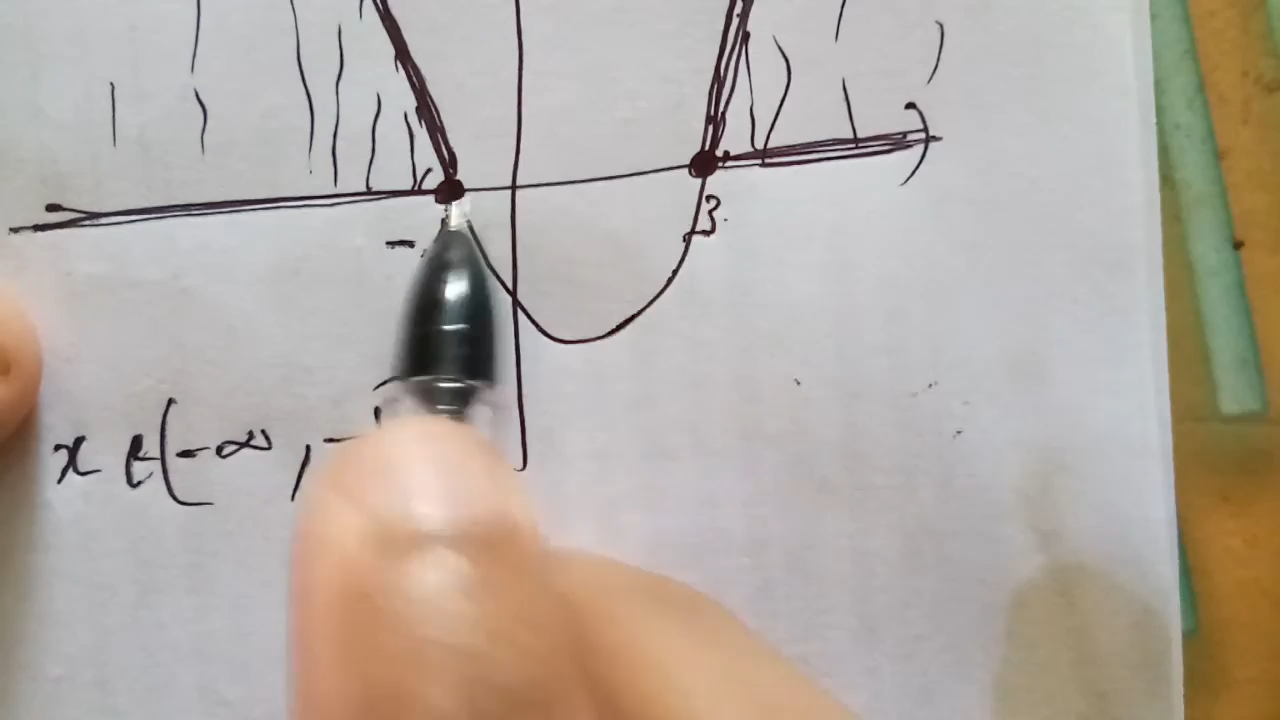 3
-
x ∈ (-∞, -